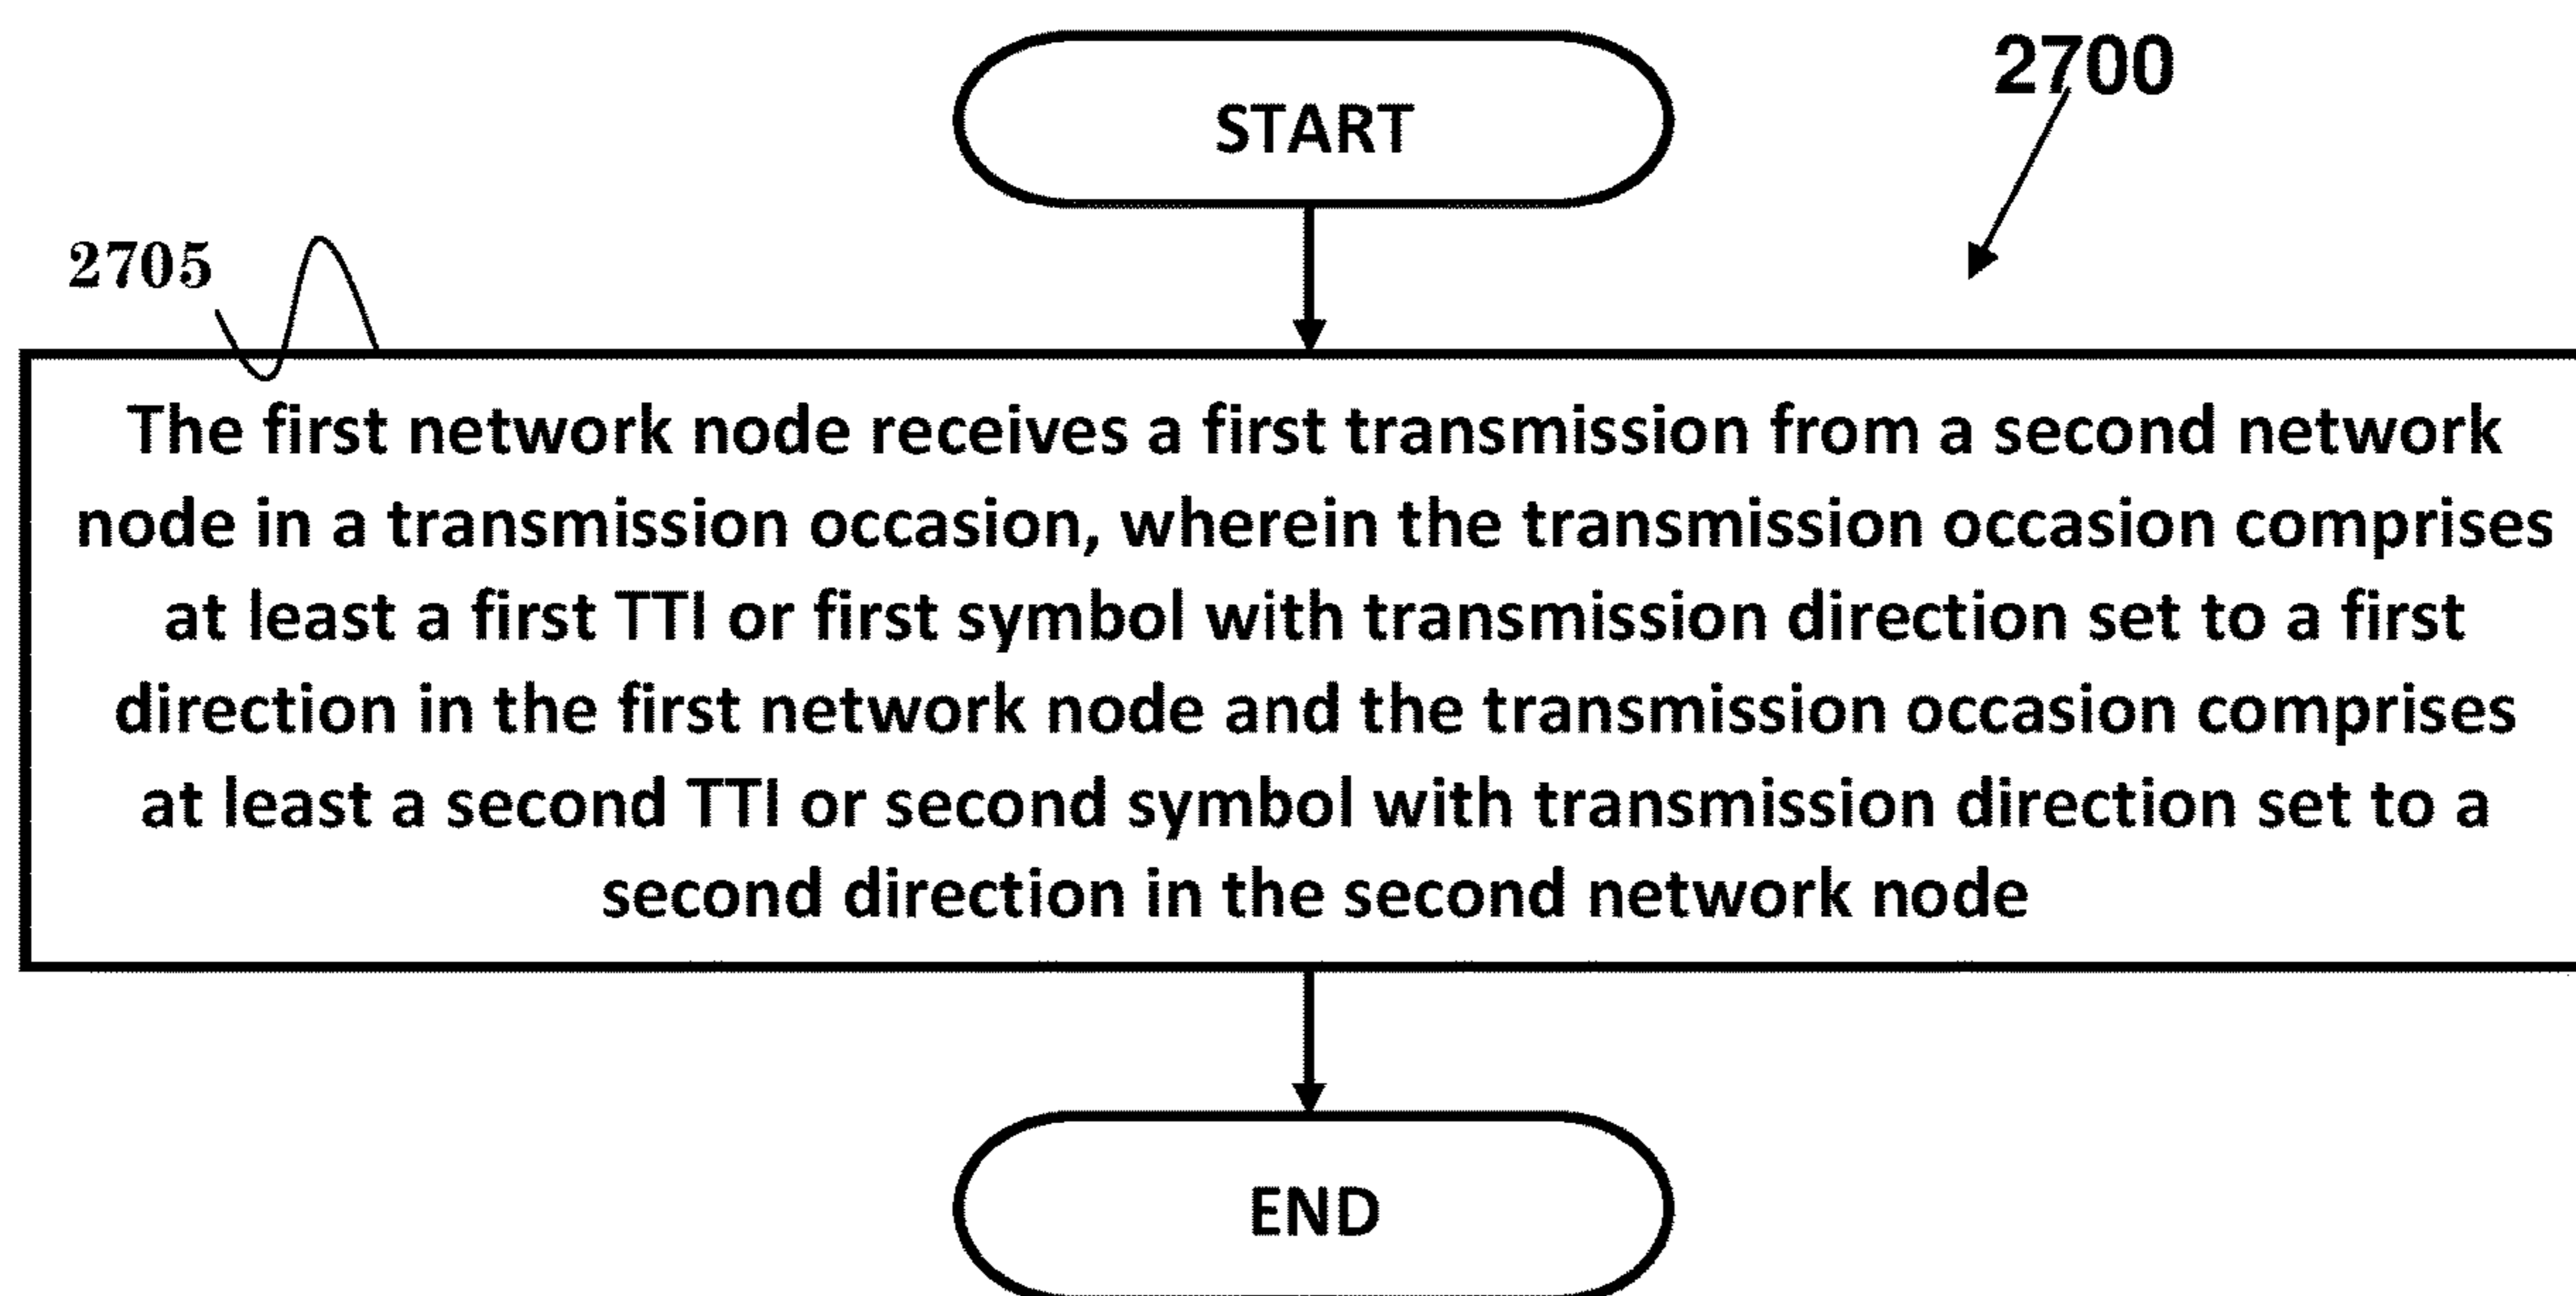 START
2700
2705
The first network node receives a first transmission from a second network
node in a transmission occasion, wherein the transmission occasion comprises
at least a first TTI or first symbol with transmission direction set to a first
direction in the first network node and the transmission occasion comprises
at least a second TTI or second symbol with transmission direction set to a
second direction in the second network node
END